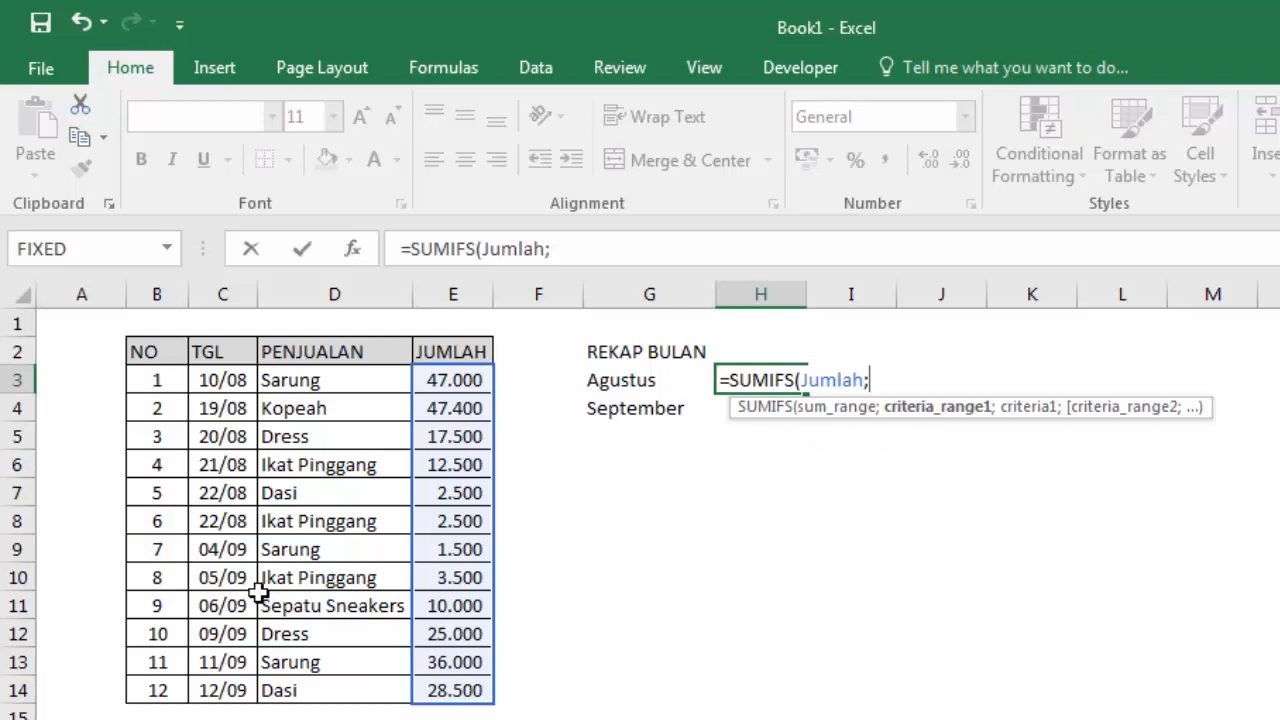 Book1 - Excel
File Home Insert Page Layout Formulas Data Review View Developer Tell me what you want to do...
11 Wrap Text General
Paste B I U A Merge & Center % Conditional Formatting Format as Table Cell Styles
Clipboard Font Alignment Number Styles
FIXED fx =SUMIFS(Jumlah;
A B C D E F G H I J K L M
1
2 NO TGL PENJUALAN JUMLAH REKAP BULAN
3 1 10/08 Sarung 47.000 Agustus =SUMIFS(Jumlah;
4 2 19/08 Kopeah 47.400 September SUMIFS(sum_range; criteria_range1; criteria1; [criteria_range2; ...)
5 3 20/08 Dress 17.500
6 4 21/08 Ikat Pinggang 12.500
7 5 22/08 Dasi 2.500
8 6 22/08 Ikat Pinggang 2.500
9 7 04/09 Sarung 1.500
10 8 05/09 Ikat Pinggang 3.500
11 9 06/09 Sepatu Sneakers 10.000
12 10 09/09 Dress 25.000
13 11 11/09 Sarung 36.000
14 12 12/09 Dasi 28.500
15